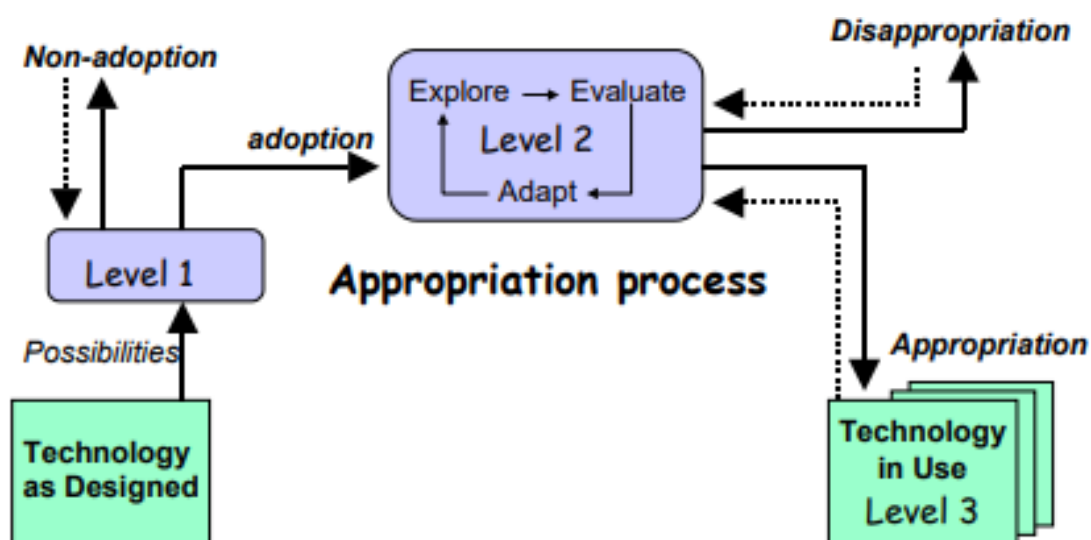 Non-adoption
Disappropriation
Explore
Evaluate
adoption
Level 2
Adapt
Level 1
Appropriation process
Possibilities
Appropriation
Technology
as Designed
Technology
in Use
Level 3